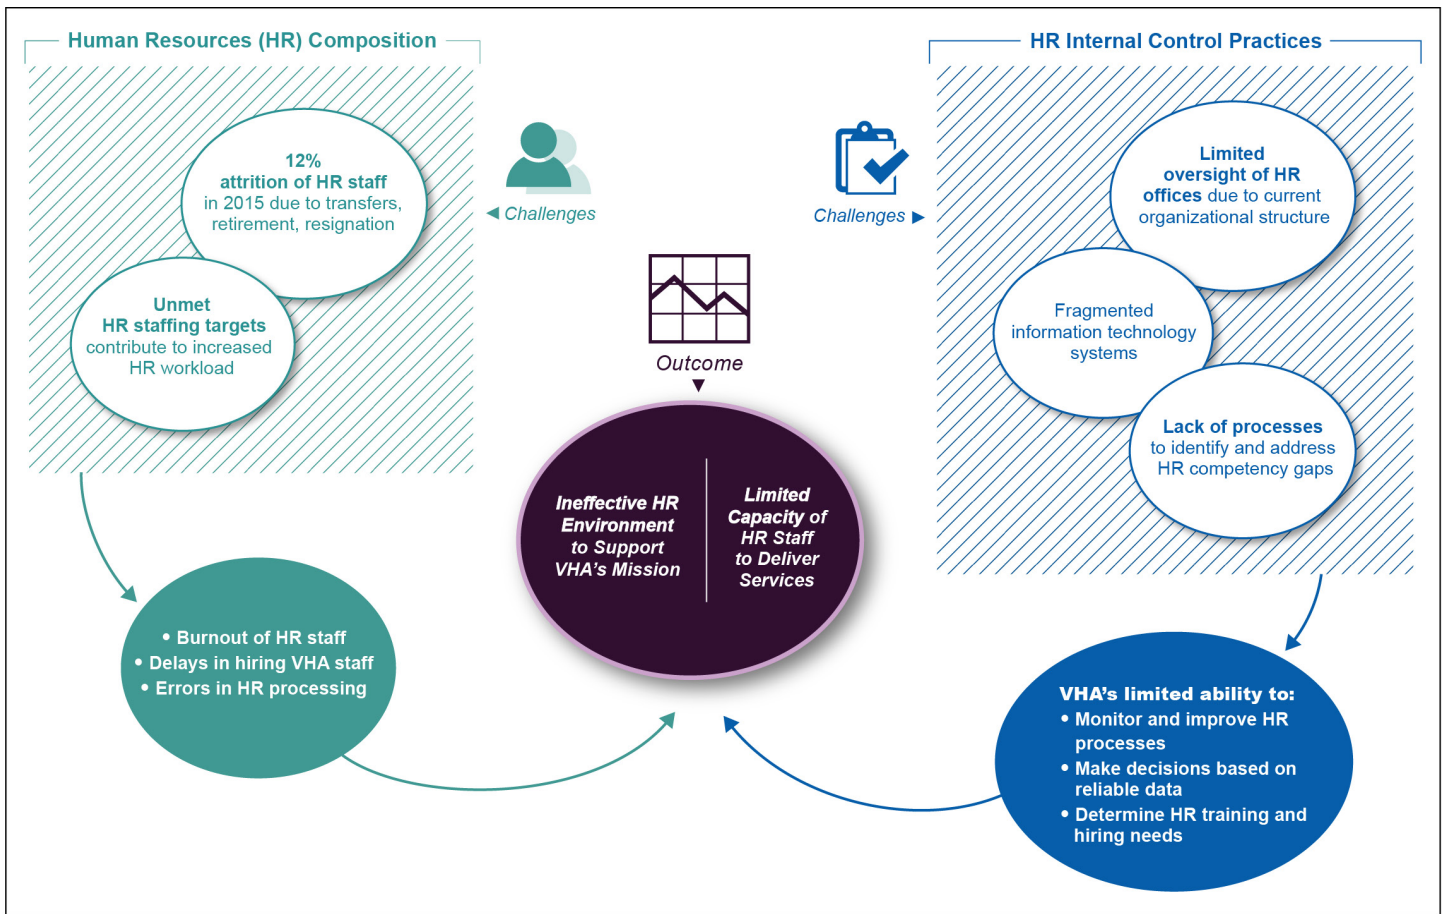 Human Resources (HR) Composition
12%
attrition of HR staff
in 2015 due to transfers,
retirement, resignation
Unmet
HR staffing targets
contribute to increased
HR workload
◄ Challenges
• Burnout of HR staff
• Delays in hiring VHA staff
• Errors in HR processing
Outcome
▼
Ineffective HR
Environment
to Support
VHA's Mission
Limited
Capacity of
HR Staff
to Deliver
Services
HR Internal Control Practices
Challenges ►
Limited
oversight of HR
offices due to current
organizational structure
Fragmented
information technology
systems
Lack of processes
to identify and address
HR competency gaps
VHA's limited ability to:
• Monitor and improve HR
processes
• Make decisions based on
reliable data
• Determine HR training and
hiring needs